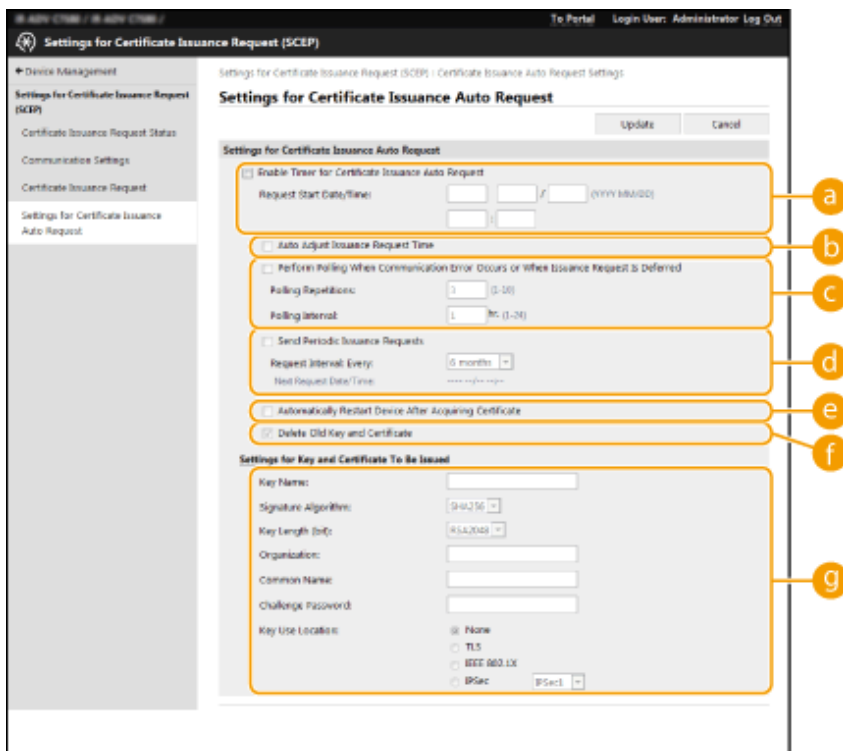 To Portal Login User: Administrator Log Out
Settings for Certificate Issuance Request (SCEP)
Device Management
Settings for Certificate Issuance Request (SCEP)
Certificate Issuance Request Status
Communication Settings
Certificate Issuance Request
Settings for Certificate Issuance Auto Request
Settings for Certificate Issuance Request (SCEP) : Certificate Issuance Auto Request Settings
Settings for Certificate Issuance Auto Request
Update Cancel
Settings for Certificate Issuance Auto Request
Enable Timer for Certificate Issuance Auto Request
Request Start Date/Time: / (YYYY MM/DD)
:
a
Auto Adjust Issuance Request Time
b
Perform Polling When Communication Error Occurs or When Issuance Request Is Deferred
Polling Repetitions: (1-10)
Polling Interval: 1 hr. (1-24)
c
Send Periodic Issuance Requests
Request Interval: Every: 6 months
Next Request Date/Time: ---- --/-- --:--
d
Automatically Restart Device After Acquiring Certificate
e
Delete Old Key and Certificate
f
Settings for Key and Certificate To Be Issued
Key Name:
Signature Algorithm: SHA256
Key Length (bit): RSA2048
Organization:
Common Name:
Challenge Password:
Key Use Location: None
TLS
IEEE 802.1X
IPSec IPSec1
g